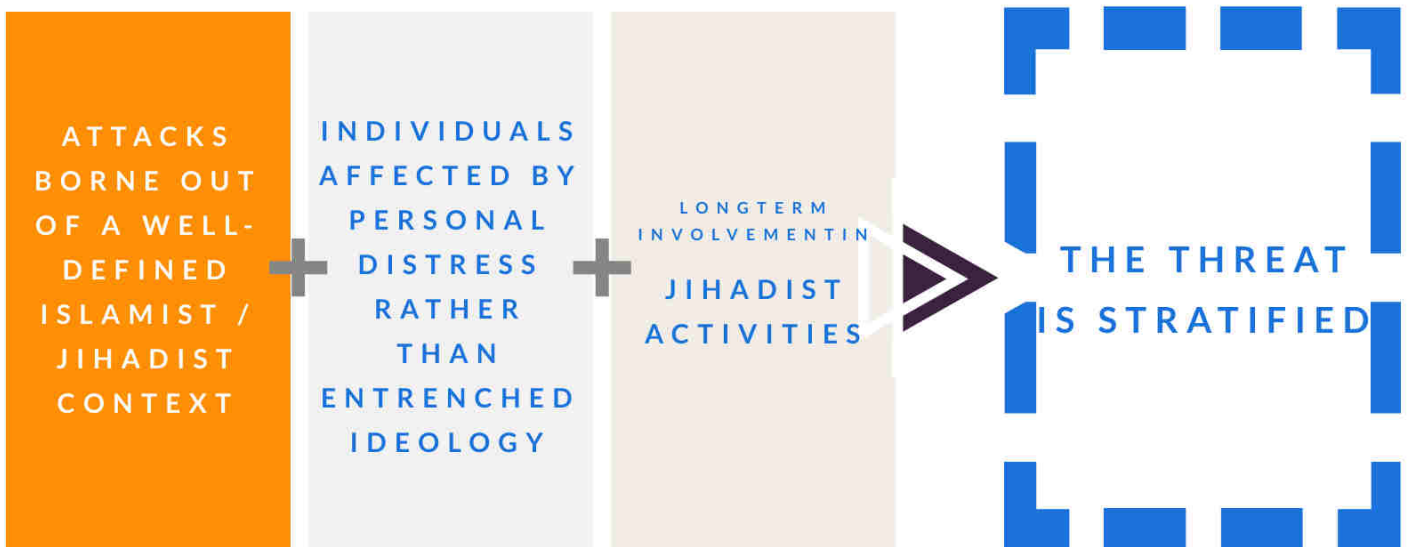 ATTACKS
BORNE OUT
OF A WELL-
DEFINED
ISLAMIST /
JIHADIST
CONTEXT
INDIVIDUALS
AFFECTED BY
PERSONAL
DISTRESS
RATHER
THAN
ENTRENCHED
IDEOLOGY
LONGTERM
INVOLVEMENTIN
JIHADIST
ACTIVITIES
THE THREAT
IS STRATIFIED